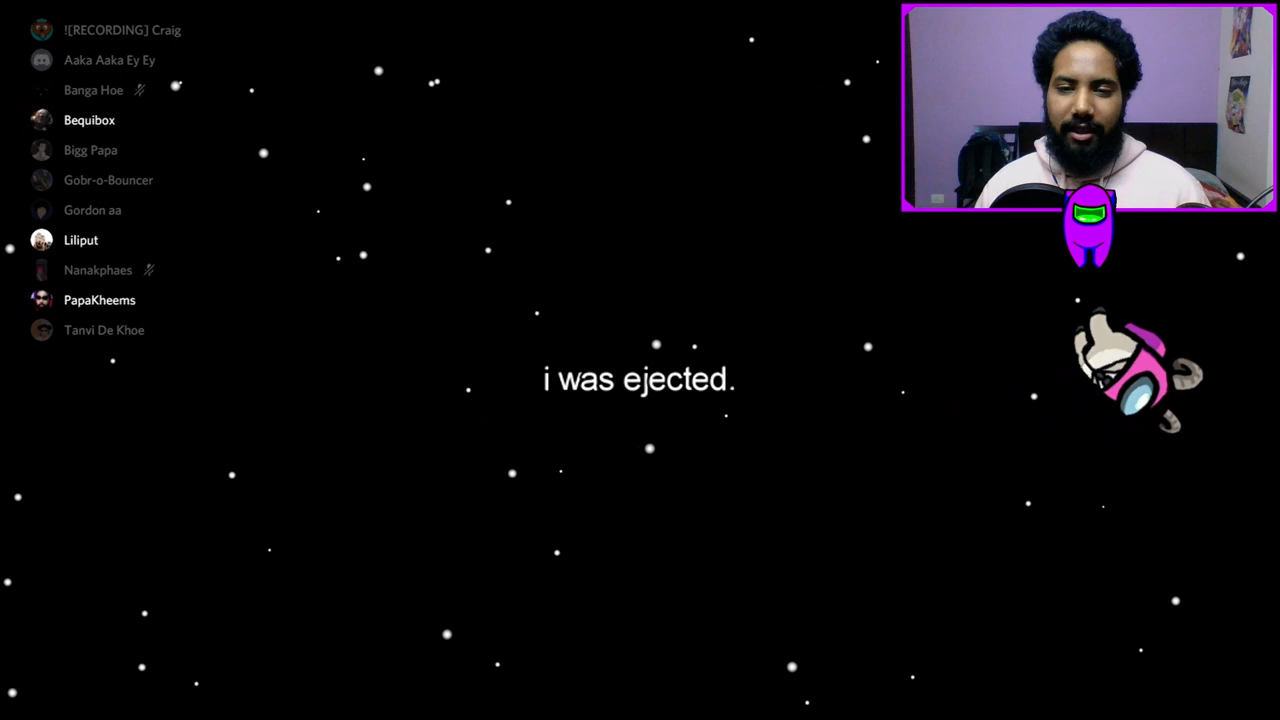 ![RECORDING] Craig
Aaka Aaka Ey Ey
Banga Hoe
Bequibox
Bigg Papa
Gobr-o-Bouncer
Gordon aa
Liliput
Nanakphaes
PapaKheems
Tanvi De Khoe
i was ejected.